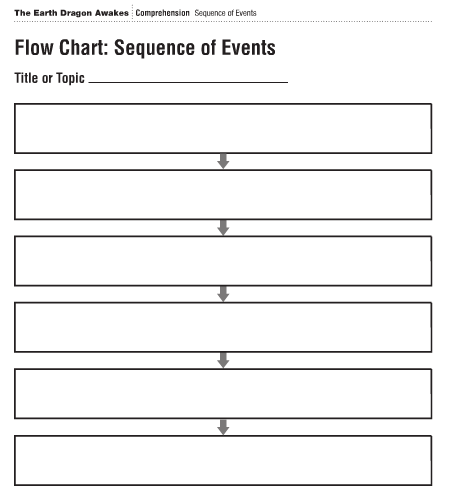 The Earth Dragon Awakes Comprehension Sequence of Events
Flow Chart: Sequence of Events
Title or Topic